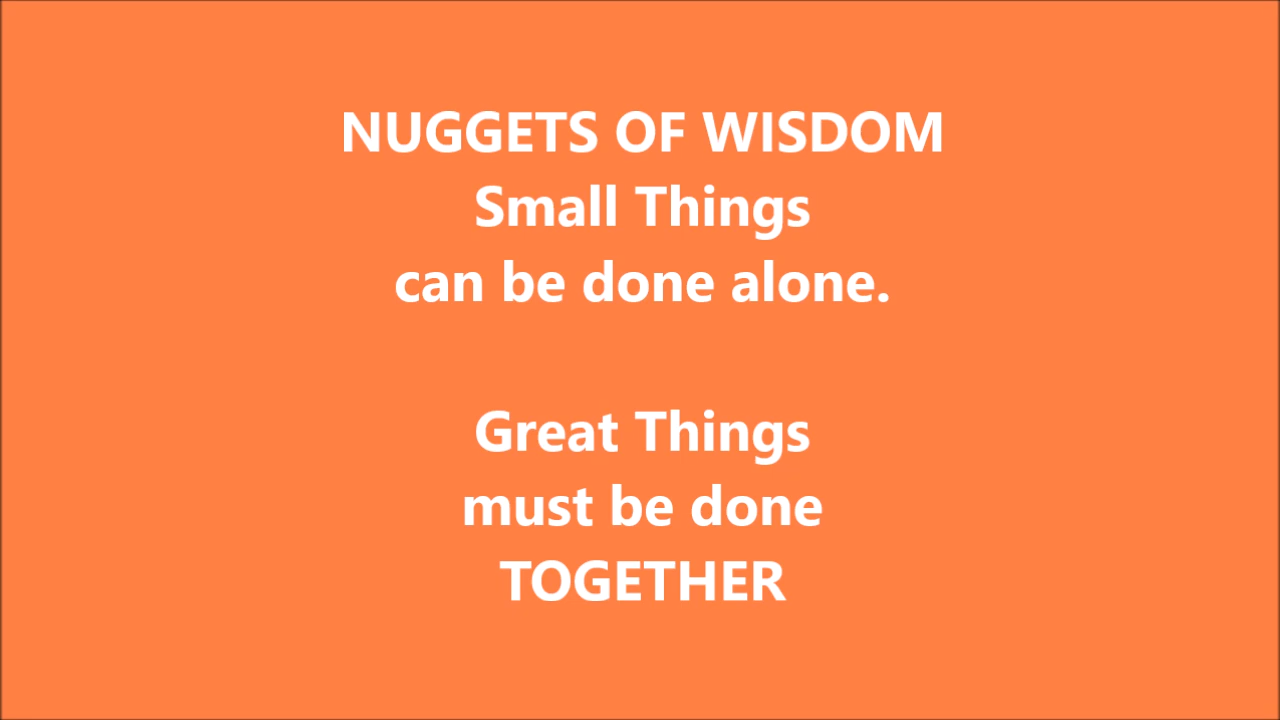 NUGGETS OF WISDOM
Small Things
can be done alone.
Great Things
must be done
TOGETHER